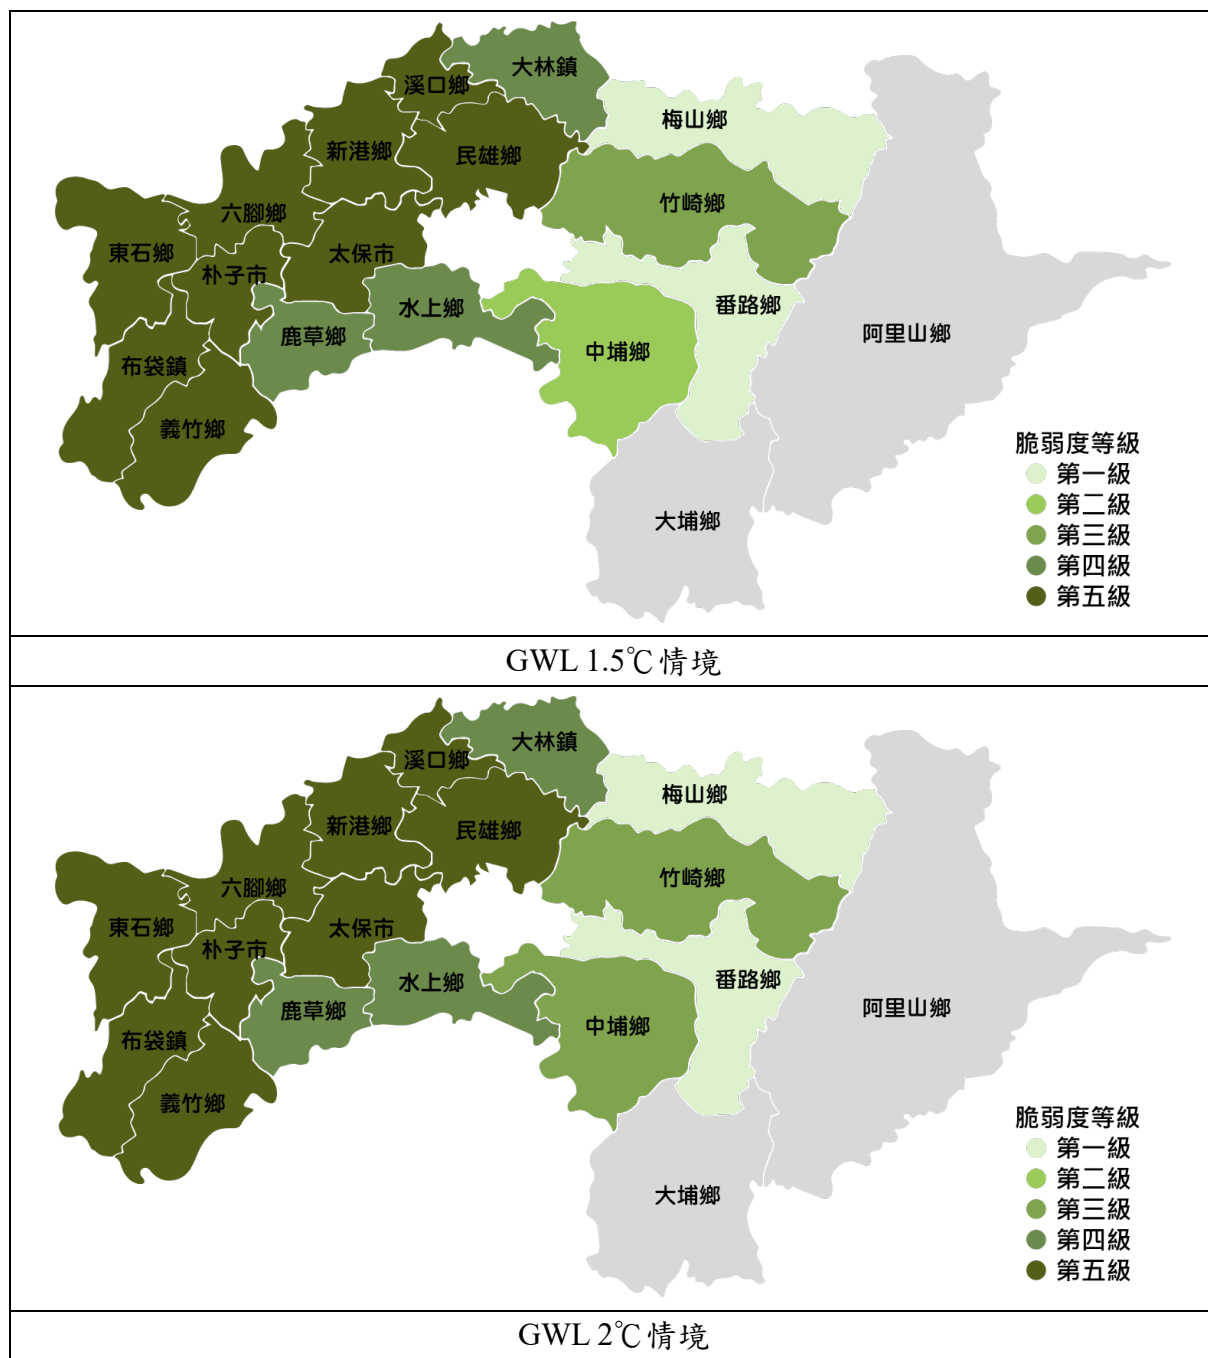 大林鎮
溪口鄉
梅山鄉
新港鄉
民雄鄉
竹崎鄉
六腳鄉
東石鄉
太保市
朴子市
水上鄉
番路鄉
鹿草鄉
阿里山鄉
中埔鄉
布袋鎮
義竹鄉
大埔鄉
脆弱度等級
第一級
第二級
第三級
第四級
第五級
GWL 1.5℃情境
大林鎮
溪口鄉
梅山鄉
新港鄉
民雄鄉
竹崎鄉
六腳鄉
東石鄉
太保市
朴子市
水上鄉
番路鄉
鹿草鄉
阿里山鄉
中埔鄉
布袋鎮
義竹鄉
大埔鄉
脆弱度等級
第一級
第二級
第三級
第四級
第五級
GWL 2℃情境